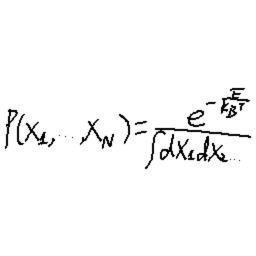 P(X₁,...,X_N) = e^{-E/(k_B T)} / ∫dX₁dX₂...